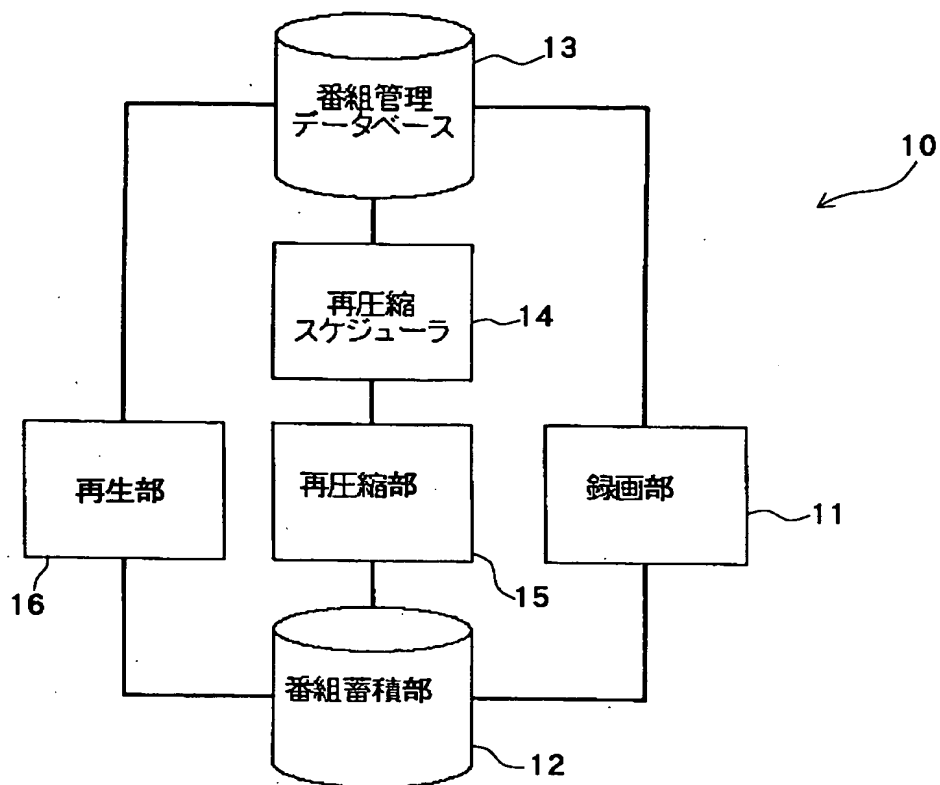 13
番組管理
データベース
10
再圧縮
スケジューラ
14
再生部
再圧縮部
録画部
11
16
15
番組蓄積部
12